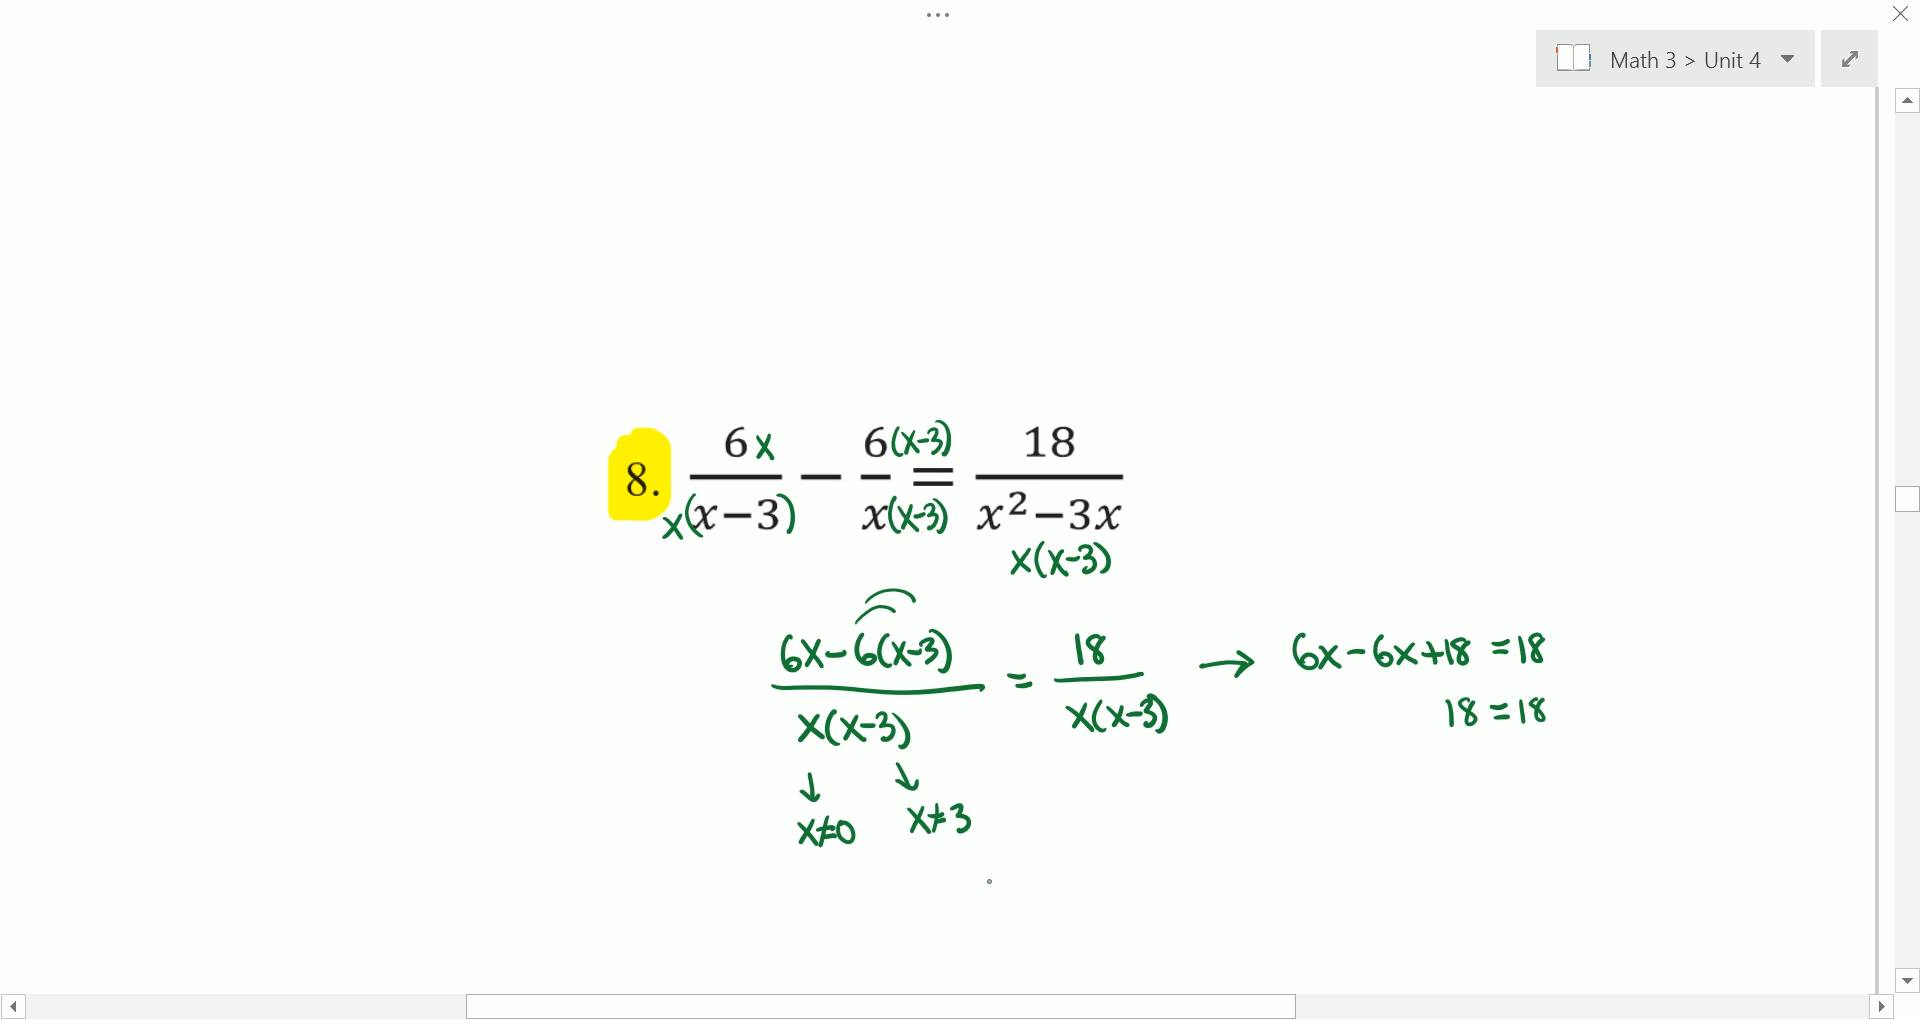 Math 3 > Unit 4
8. 6x/x(x−3) − 6(x-3)/x(x-3) = 18/x²−3x
x(x-3)
6x-6(x-3)/x(x-3) = 18/x(x-3) → 6x-6x+18 = 18
18 = 18
x≠0 x≠3